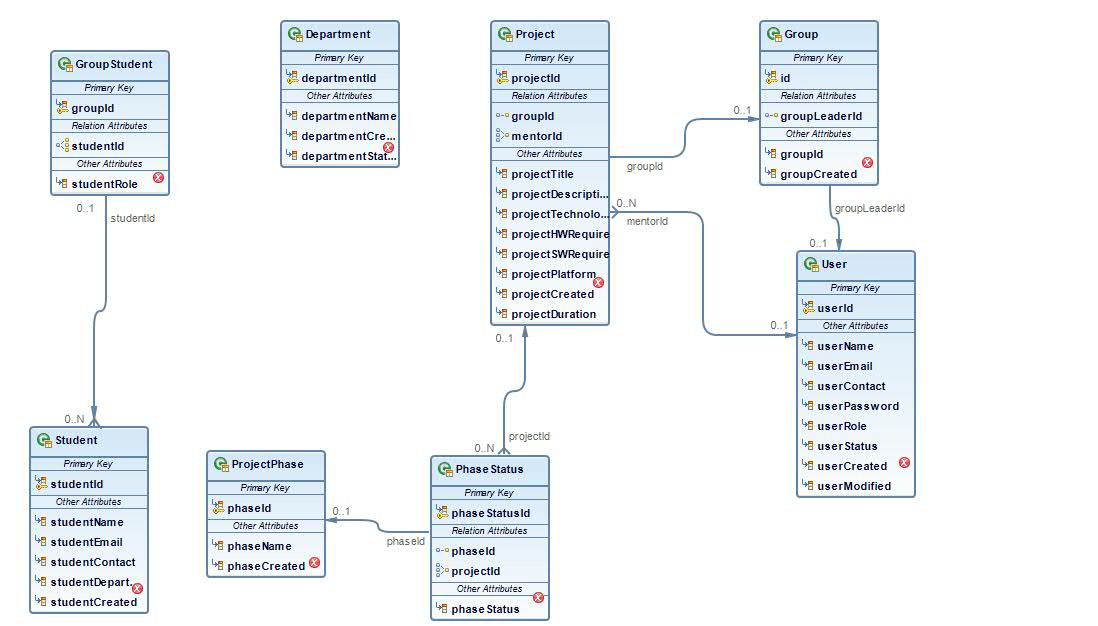 GroupStudent
Primary Key
groupId
Relation Attributes
studentId
Other Attributes
studentRole
0..1
studentId
0..N
Student
Primary Key
studentId
Other Attributes
studentName
studentEmail
studentContact
studentDepart.
studentCreated
Department
Primary Key
departmentId
Other Attributes
departmentName
departmentCre...
departmentStat...
ProjectPhase
Primary Key
phaseId
Other Attributes
phaseName
phaseCreated
0..1
phaseId
Project
Primary Key
projectId
Relation Attributes
groupId
mentorId
Other Attributes
projectTitle
projectDescripti...
projectTechnolo...
projectHWRequire
projectSWRequire
projectPlatform
projectCreated
projectDuration
0..1
projectId
0..N
PhaseStatus
Primary Key
phaseStatusId
Relation Attributes
phaseId
projectId
Other Attributes
phaseStatus
0..1
groupId
0..N
mentorId
0..1
Group
Primary Key
id
Relation Attributes
groupLeaderId
Other Attributes
groupId
groupCreated
groupLeaderId
0..1
User
Primary Key
userId
Other Attributes
userName
userEmail
userContact
userPassword
userRole
userStatus
userCreated
userModified